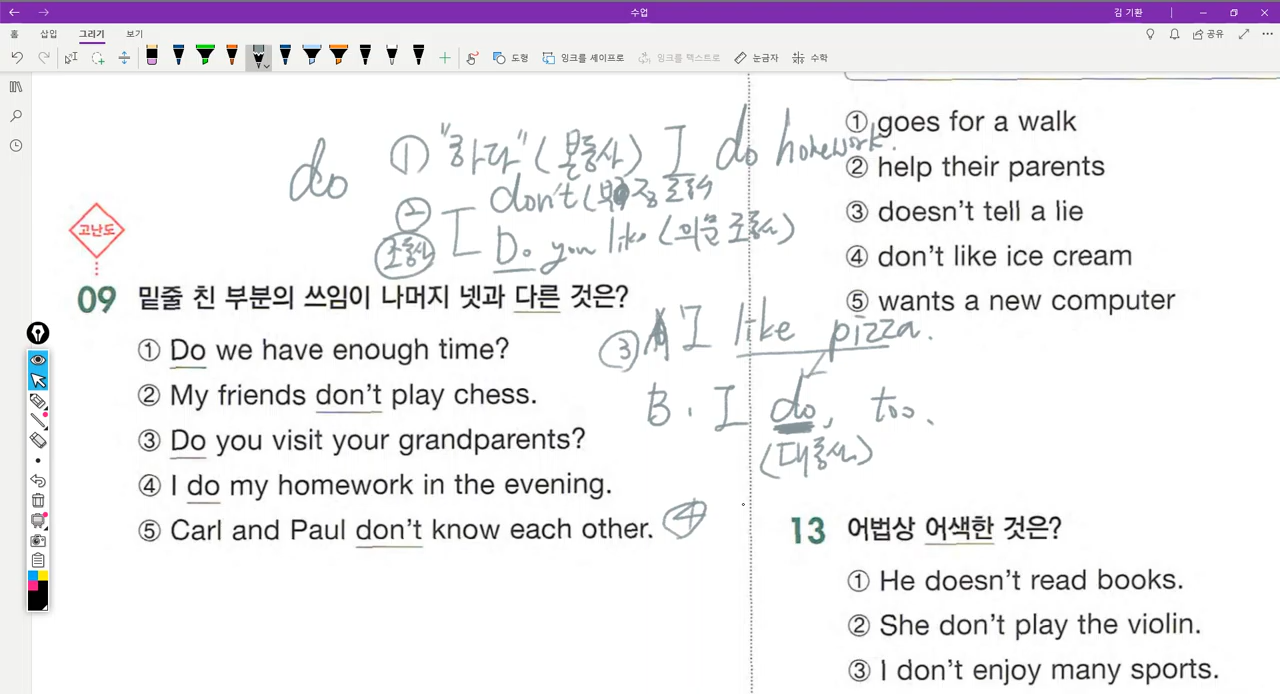 수업
김 기환
홈 삽입 그리기 보기
공유
도형 잉크를 셰이프로 잉크를 텍스트로 눈금자 수학
do ① "하다" (본동사) I do homework.
② don't (부정 조동사
조동사 Do you like (의문 조동사)
③ A I like pizza.
B. I do, too.
(대동사)
④
고난도
09 밑줄 친 부분의 쓰임이 나머지 넷과 다른 것은?
① Do we have enough time?
② My friends don't play chess.
③ Do you visit your grandparents?
④ I do my homework in the evening.
⑤ Carl and Paul don't know each other.
① goes for a walk
② help their parents
③ doesn't tell a lie
④ don't like ice cream
⑤ wants a new computer
13 어법상 어색한 것은?
① He doesn't read books.
② She don't play the violin.
③ I don't enjoy many sports.